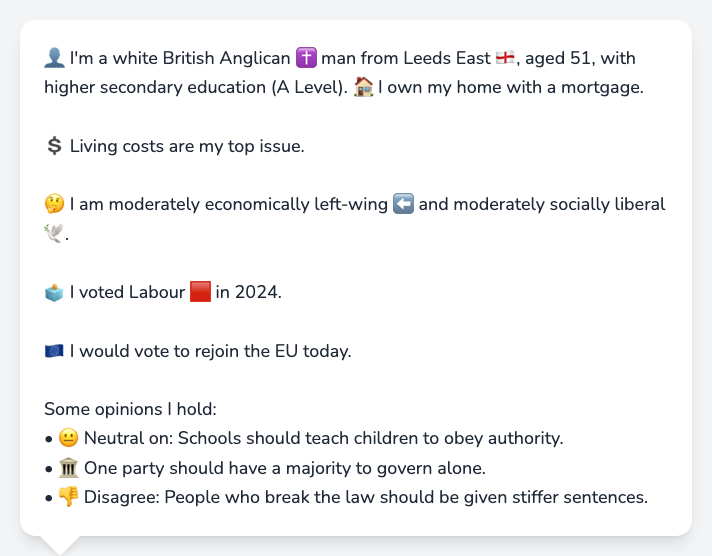 👤 I'm a white British Anglican ✝️ man from Leeds East 🏴󠁧󠁢󠁥󠁮󠁧󠁿, aged 51, with
higher secondary education (A Level). 🏠 I own my home with a mortgage.
💲 Living costs are my top issue.
🤔 I am moderately economically left-wing ⬅️ and moderately socially liberal
🕊️.
🗳️ I voted Labour 🟥 in 2024.
🇪🇺 I would vote to rejoin the EU today.
Some opinions I hold:
• 😐 Neutral on: Schools should teach children to obey authority.
• 🏛️ One party should have a majority to govern alone.
• 👎 Disagree: People who break the law should be given stiffer sentences.